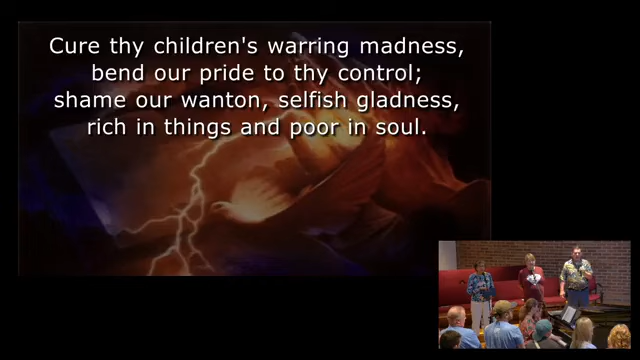 Cure thy children's warring madness,
bend our pride to thy control;
shame our wanton, selfish gladness,
rich in things and poor in soul.